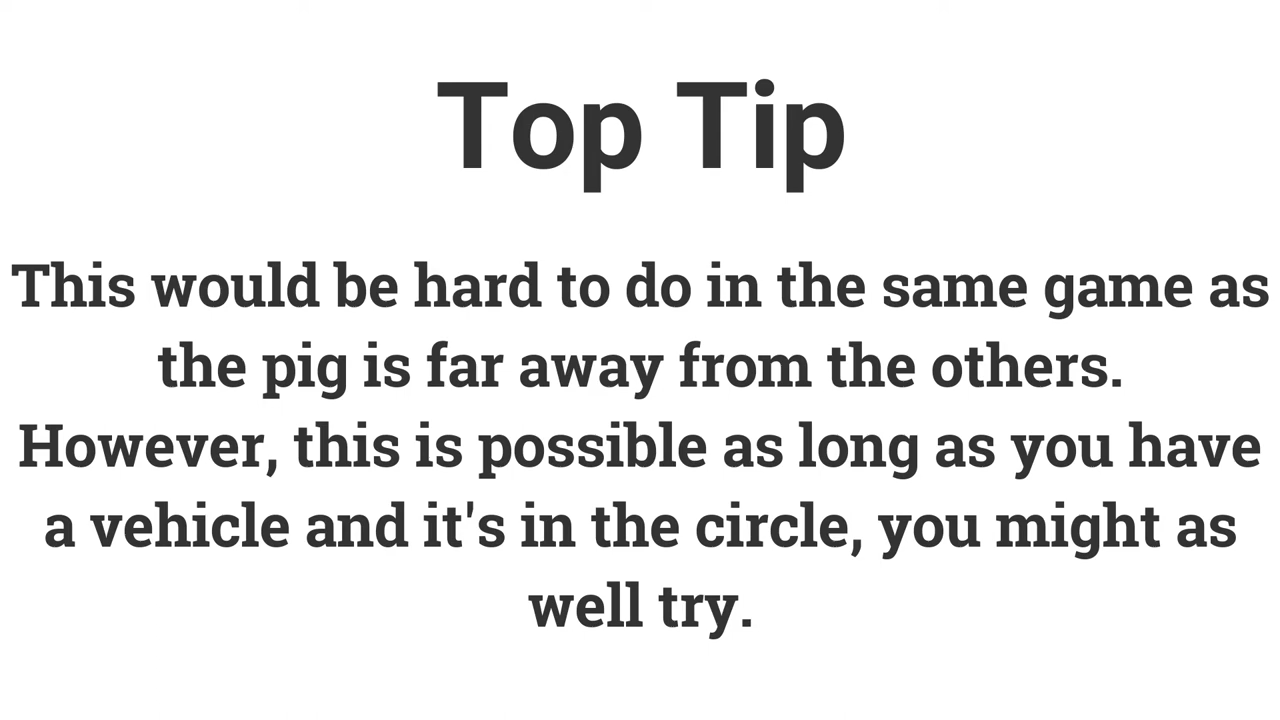 Top Tip
This would be hard to do in the same game as
the pig is far away from the others.
However, this is possible as long as you have
a vehicle and it's in the circle, you might as
well try.